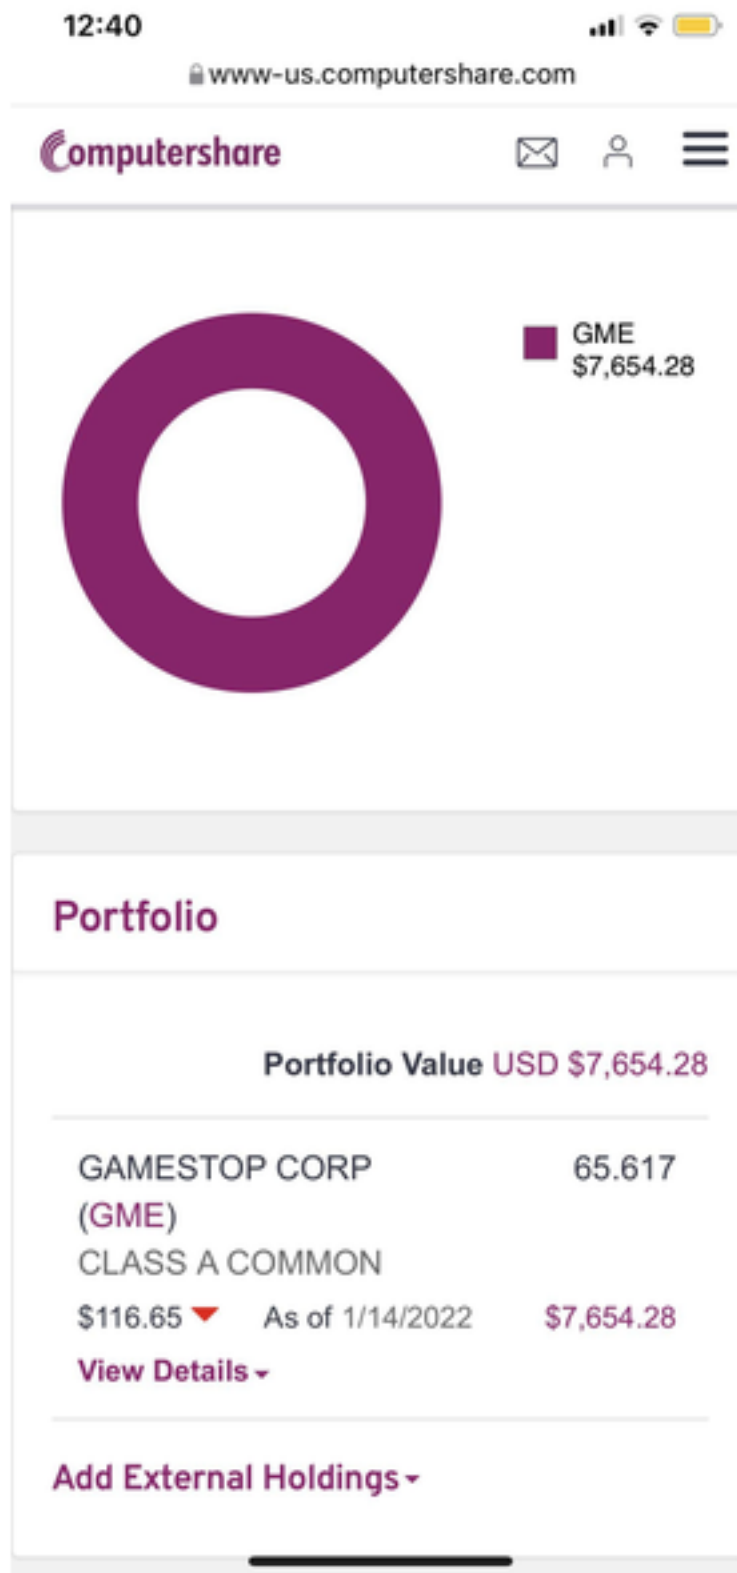 12:40
www-us.computershare.com
Computershare
GME
$7,654.28
Portfolio
Portfolio Value USD $7,654.28
GAMESTOP CORP 65.617
(GME)
CLASS A COMMON
$116.65 As of 1/14/2022 $7,654.28
View Details
Add External Holdings